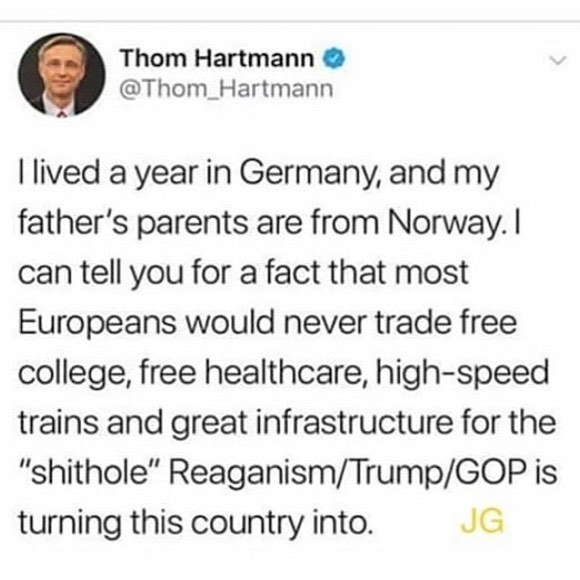 Thom Hartmann
@Thom_Hartmann
I lived a year in Germany, and my
father's parents are from Norway. I
can tell you for a fact that most
Europeans would never trade free
college, free healthcare, high-speed
trains and great infrastructure for the
"shithole" Reaganism/Trump/GOP is
turning this country into. JG